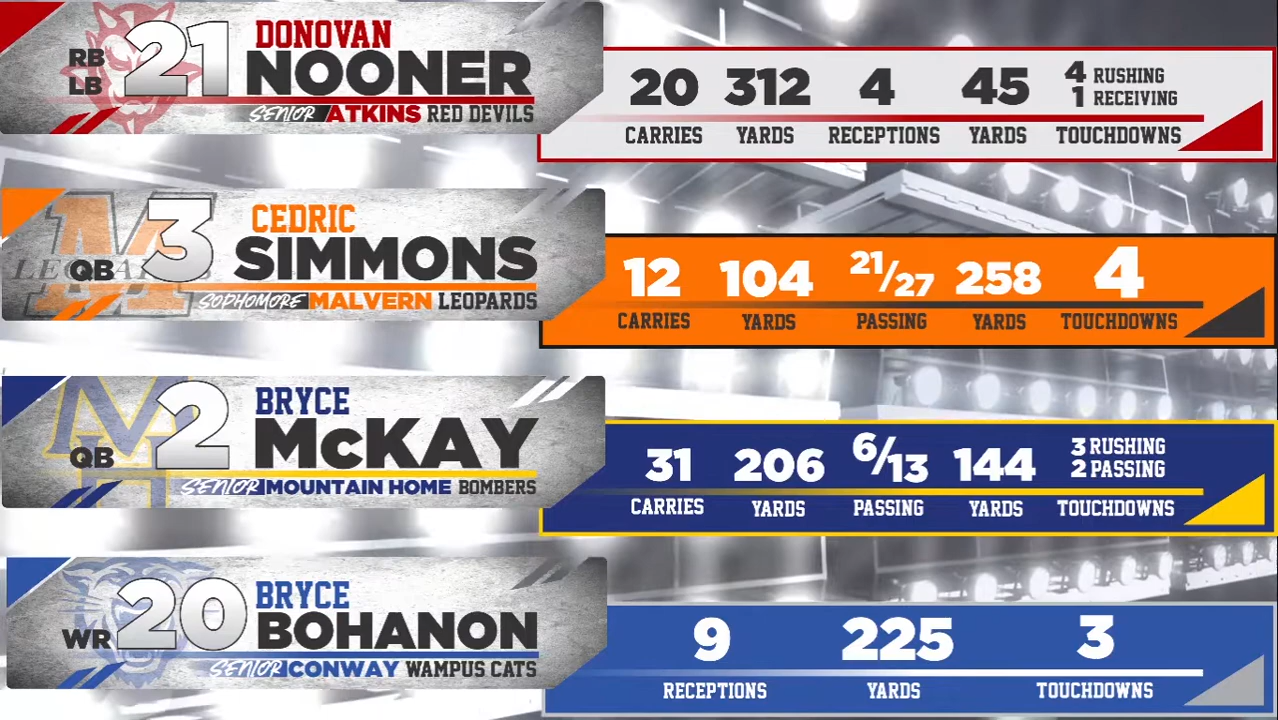 RB
LB
21
DONOVAN
NOONER
SENIOR ATKINS RED DEVILS
20 312 4 45 4 RUSHING
1 RECEIVING
CARRIES YARDS RECEPTIONS YARDS TOUCHDOWNS
QB
3
CEDRIC
SIMMONS
SOPHOMORE MALVERN LEOPARDS
12 104 21/27 258 4
CARRIES YARDS PASSING YARDS TOUCHDOWNS
QB
2
BRYCE
McKAY
SENIOR MOUNTAIN HOME BOMBERS
31 206 6/13 144 3 RUSHING
2 PASSING
CARRIES YARDS PASSING YARDS TOUCHDOWNS
WR
20
BRYCE
BOHANON
SENIOR CONWAY WAMPUS CATS
9 225 3
RECEPTIONS YARDS TOUCHDOWNS